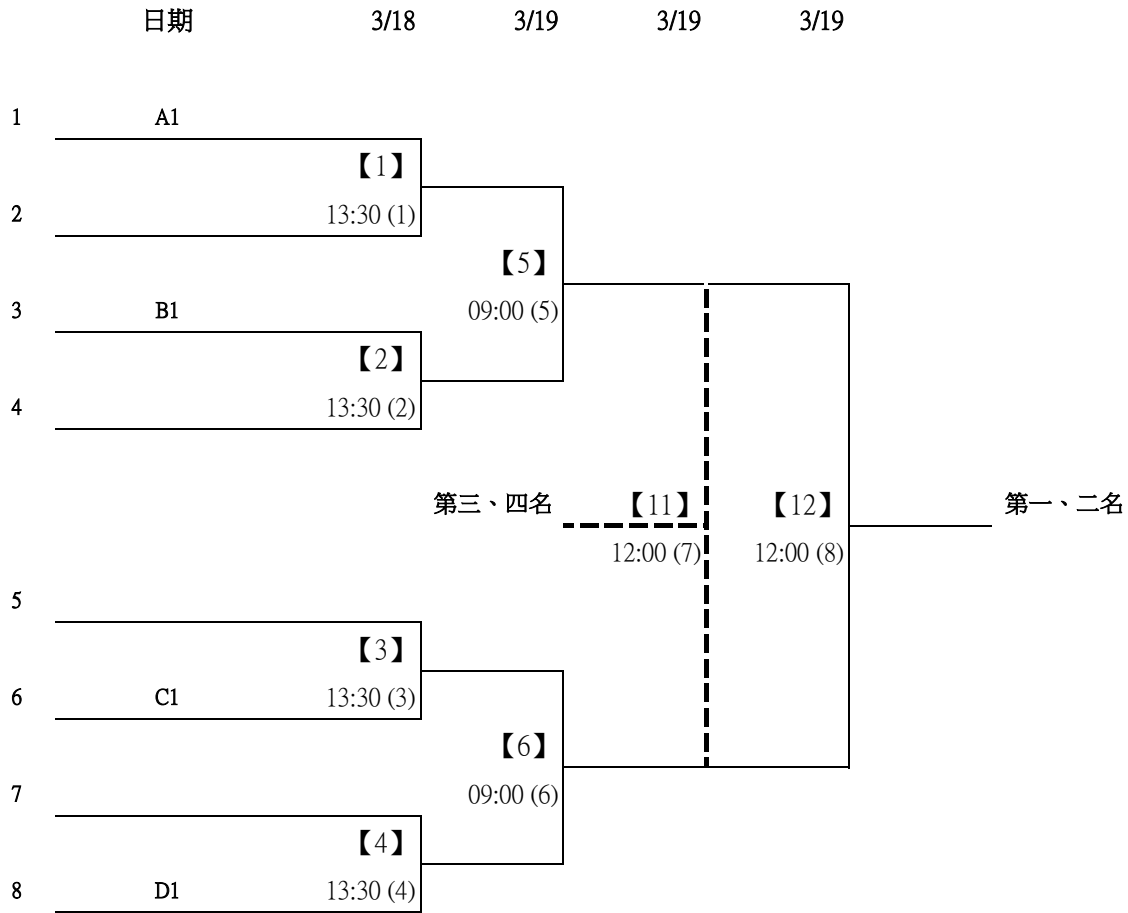 日期 3/18 3/19 3/19 3/19
1 A1
【1】
2 13:30 (1)
【5】
3 B1 09:00 (5)
【2】
4 13:30 (2)
第三、四名 【11】 【12】 第一、二名
12:00 (7) 12:00 (8)
5
【3】
6 C1 13:30 (3)
【6】
7 09:00 (6)
【4】
8 D1 13:30 (4)